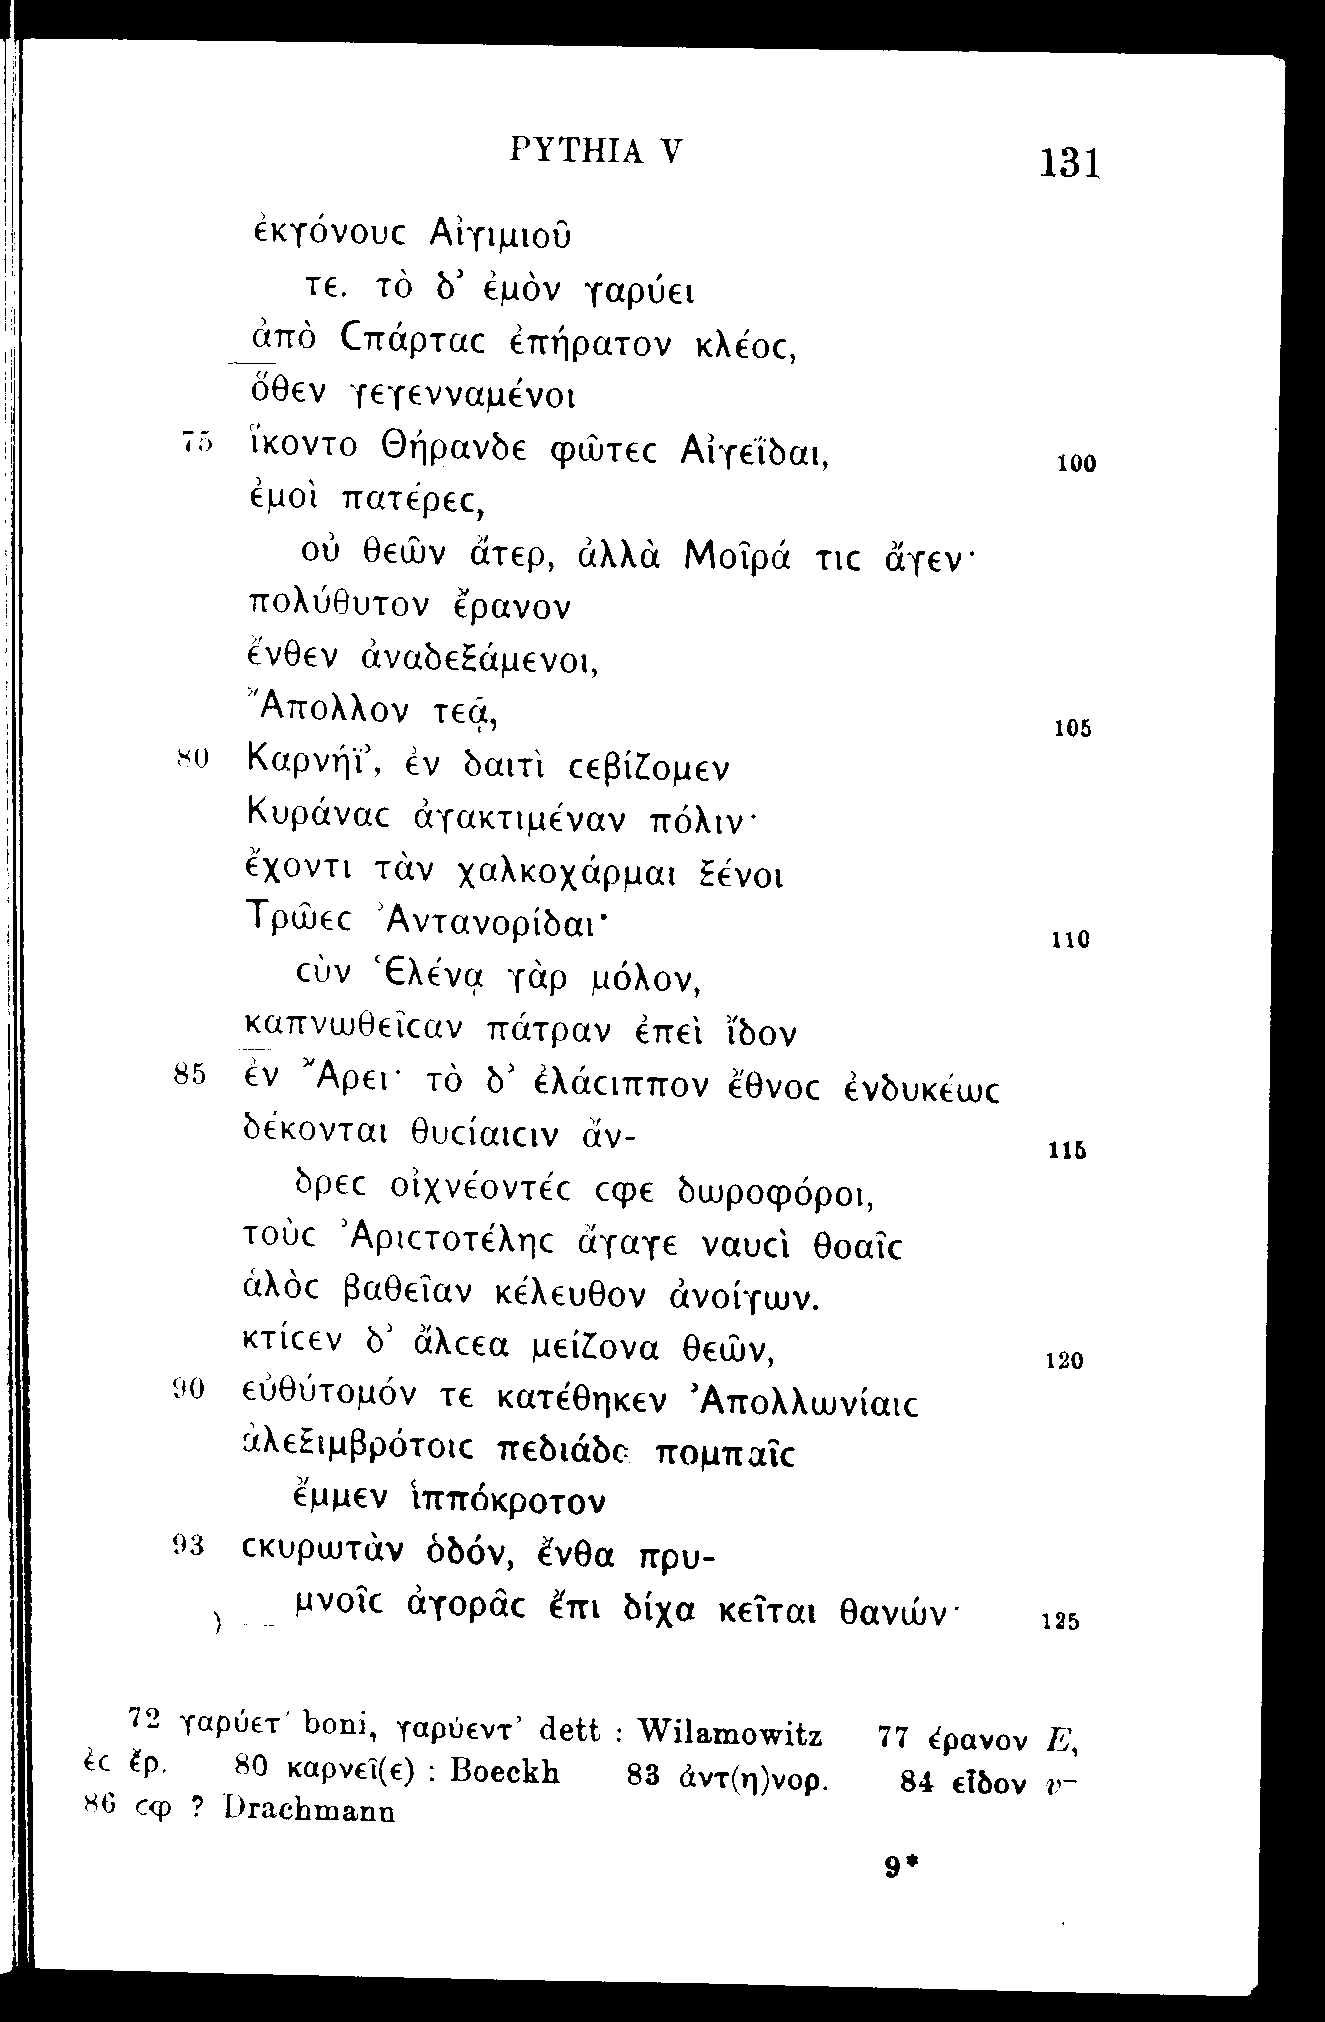 PYTHIA V 131
ἐκγόνουϲ Αἰγιμιοῦ
τε. τὸ δ’ ἐμὸν γαρύει
ἀπὸ Ϲπάρταϲ ἐπήρατον κλέοϲ,
ὅθεν γεγενναμένοι
75 ἵκοντο Θήρανδε φῶτεϲ Αἰγεΐδαι, 100
ἐμοὶ πατέρεϲ,
οὐ θεῶν ἄτερ, ἀλλὰ Μοῖρά τιϲ ἄγεν·
πολύθυτον ἔρανον
ἔνθεν ἀναδεξάμενοι,
Ἄπολλον τεᾷ, 105
80 Καρνήϊ’, ἐν δαιτὶ ϲεβίζομεν
Κυράναϲ ἀγακτιμέναν πόλιν·
ἔχοντι τὰν χαλκοχάρμαι ξένοι
Τρῶεϲ Ἀντανορίδαι· 110
ϲὺν Ἑλένᾳ γὰρ μόλον,
καπνωθεῖϲαν πάτραν ἐπεὶ ἴδον
85 ἐν Ἄρει· τὸ δ’ ἐλάϲιππον ἔθνοϲ ἐνδυκέωϲ
δέκονται θυϲίαιϲιν ἄν- 115
δρεϲ οἰχνέοντέϲ ϲφε δωροφόροι,
τοὺϲ Ἀριϲτοτέληϲ ἄγαγε ναυϲὶ θοαῖϲ
ἁλὸϲ βαθεῖαν κέλευθον ἀνοίγων.
κτίϲεν δ’ ἄλϲεα μείζονα θεῶν, 120
90 εὐθύτομόν τε κατέθηκεν Ἀπολλωνίαιϲ
ἀλεξιμβρότοιϲ πεδιάδα πομπαῖϲ
ἔμμεν ἱππόκροτον
93 ϲκυρωτὰν ὁδόν, ἔνθα πρυ-
μνοῖϲ ἀγορᾶϲ ἔπι δίχα κεῖται θανών· 125
72 γαρύετ’ boni, γαρύεντ’ dett : Wilamowitz 77 ἐρανον E,
ἐϲ ἔρ. 80 καρνεῖ(ε) : Boeckh 83 ἀντ(η)νορ. 84 εἶδον v–
86 ϲφ ? Drachmann
9*